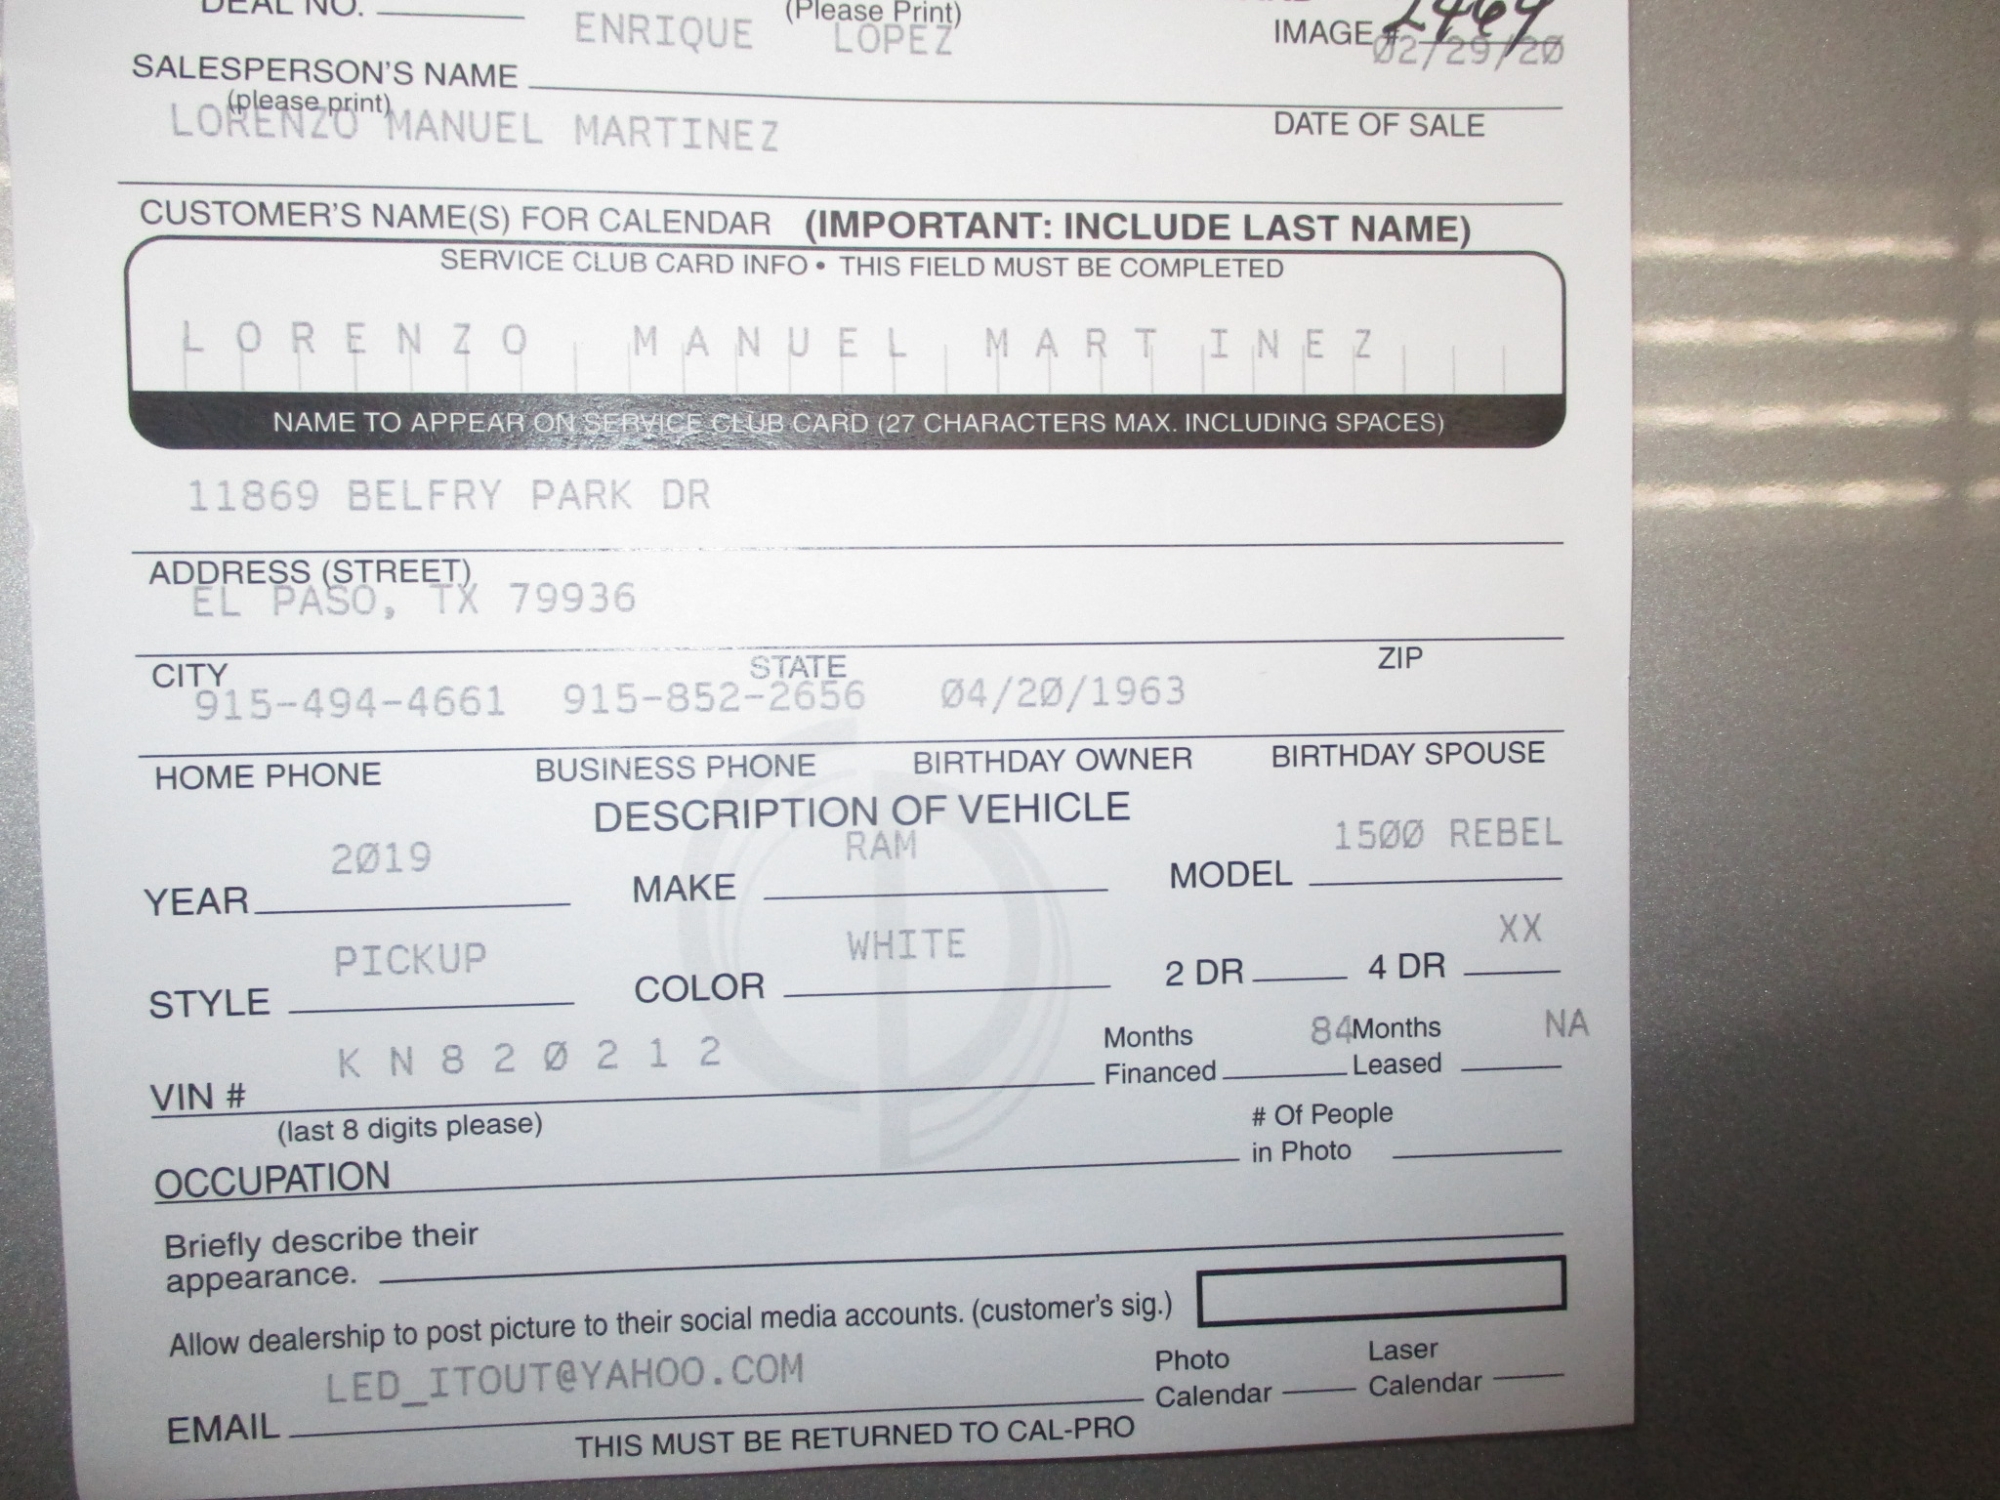 DEAL NO.
(Please Print)
ENRIQUE LOPEZ
IMAGE # 2464
02/29/20
SALESPERSON'S NAME
(please print)
DATE OF SALE
LORENZO MANUEL MARTINEZ
CUSTOMER'S NAME(S) FOR CALENDAR (IMPORTANT: INCLUDE LAST NAME)
SERVICE CLUB CARD INFO • THIS FIELD MUST BE COMPLETED
LORENZO MANUEL MARTINEZ
NAME TO APPEAR ON SERVICE CLUB CARD (27 CHARACTERS MAX. INCLUDING SPACES)
11869 BELFRY PARK DR
ADDRESS (STREET)
EL PASO, TX 79936
CITY STATE ZIP
915-494-4661 915-852-2656 04/20/1963
HOME PHONE BUSINESS PHONE BIRTHDAY OWNER BIRTHDAY SPOUSE
DESCRIPTION OF VEHICLE
2019 RAM 1500 REBEL
YEAR MAKE MODEL
PICKUP WHITE XX
STYLE COLOR 2 DR 4 DR
KN820212 Months 84 Months NA
VIN # Financed Leased
(last 8 digits please)
# Of People
OCCUPATION in Photo
Briefly describe their
appearance.
Allow dealership to post picture to their social media accounts. (customer's sig.)
LED_ITOUT@YAHOO.COM Photo Laser
EMAIL Calendar Calendar
THIS MUST BE RETURNED TO CAL-PRO